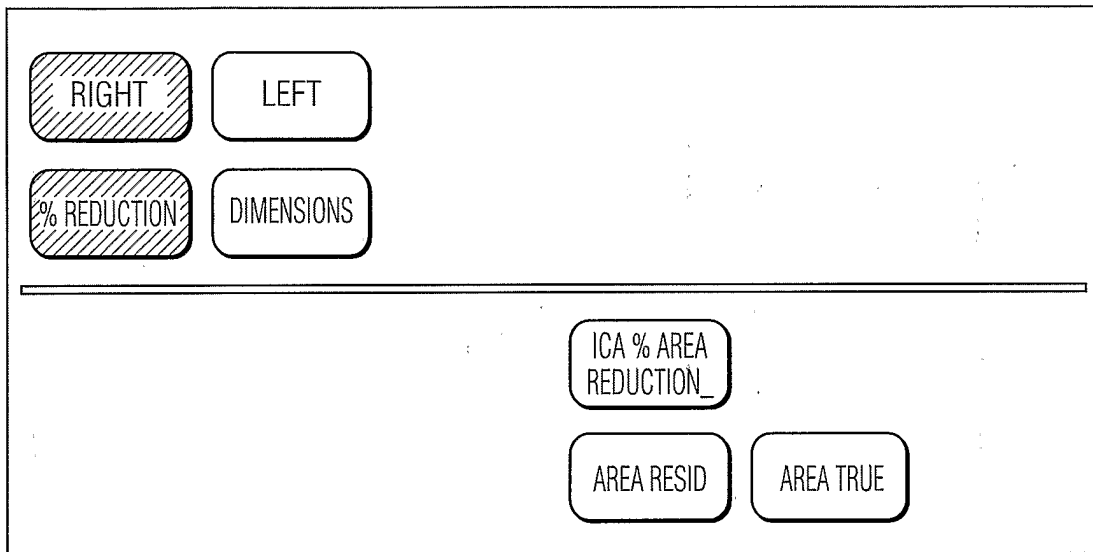 RIGHT LEFT
% REDUCTION DIMENSIONS
ICA % AREA
REDUCTION_
AREA RESID AREA TRUE